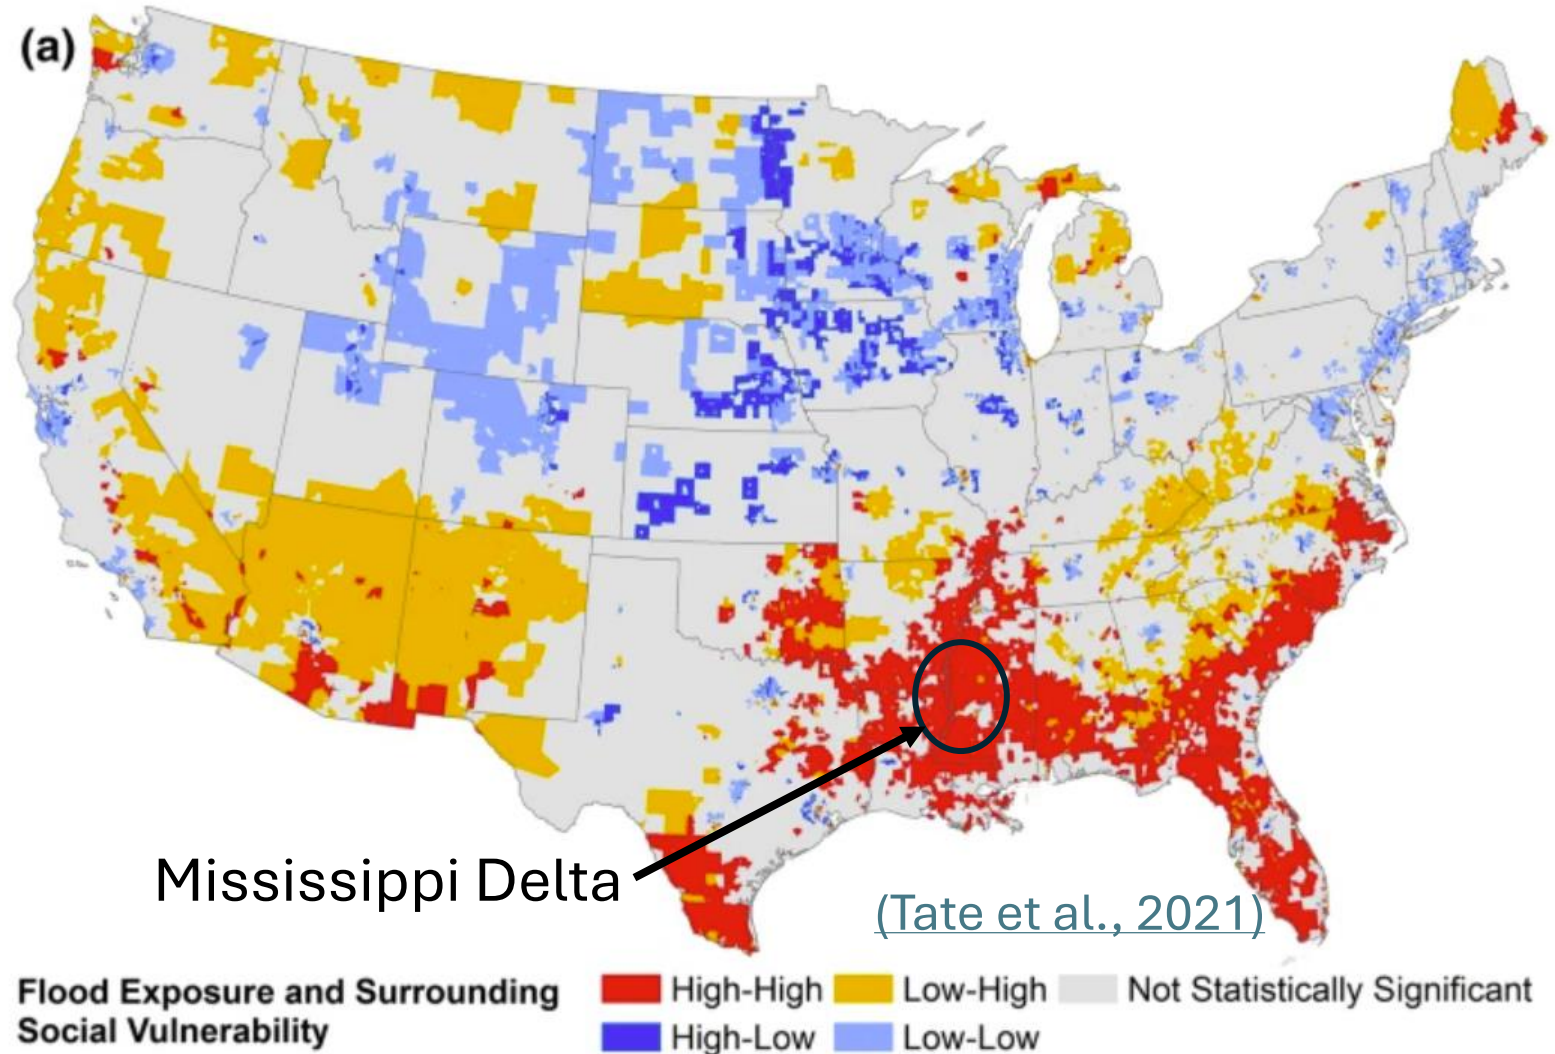 (a)
Mississippi Delta
(Tate et al., 2021)
Flood Exposure and Surrounding
Social Vulnerability
High-High
Low-High
Not Statistically Significant
High-Low
Low-Low